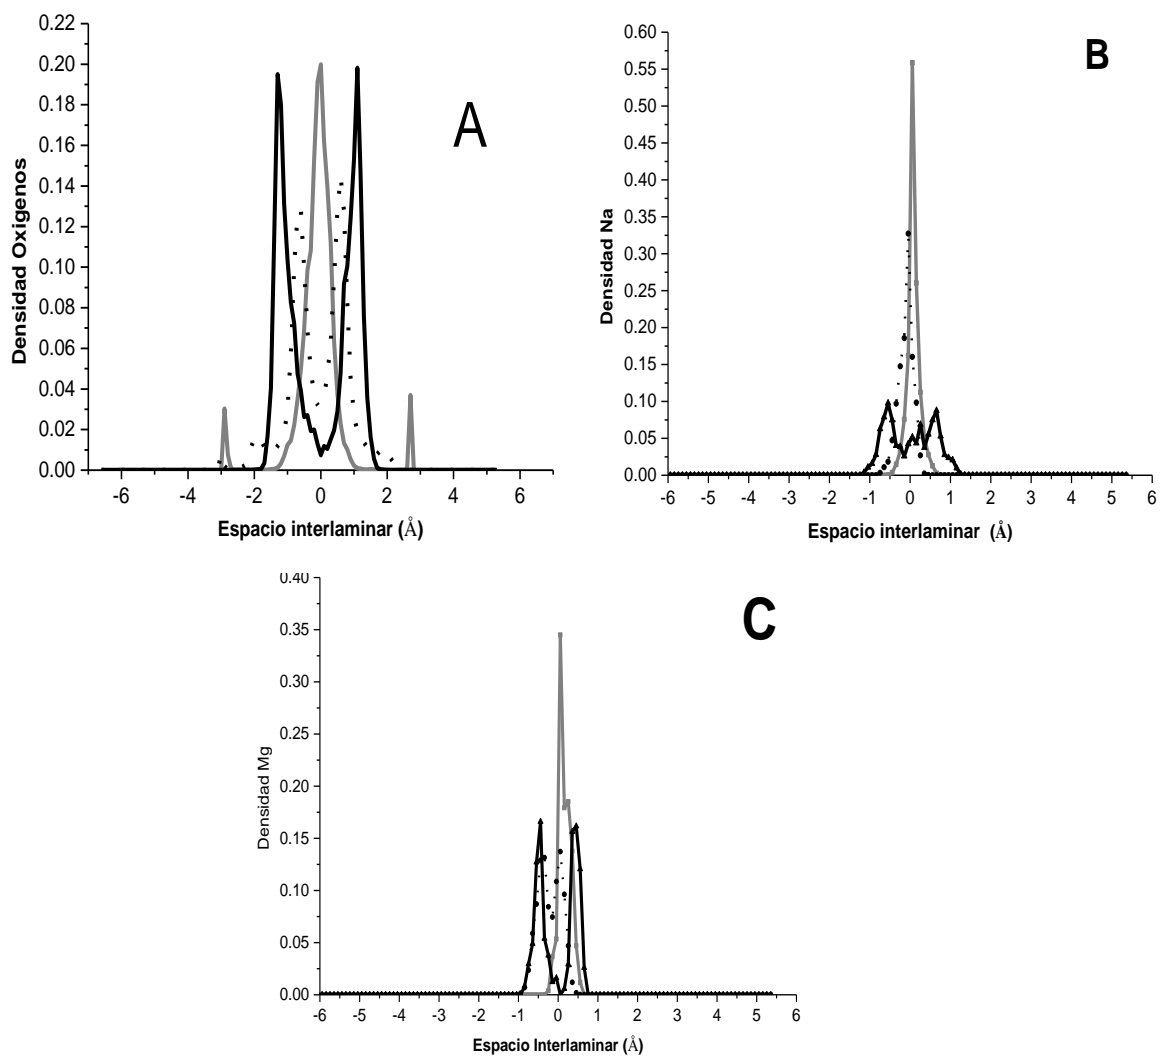 0.22
0.20
0.18
0.16
0.14
0.12
0.10
0.08
0.06
0.04
0.02
0.00
Densidad Oxigenos
A
-6 -4 -2 0 2 4 6
Espacio interlaminar (Å)
0.60
0.55
0.50
0.45
0.40
0.35
0.30
0.25
0.20
0.15
0.10
0.05
0.00
Densidad Na
B
-6 -5 -4 -3 -2 -1 0 1 2 3 4 5 6
Espacio interlaminar (Å)
0.40
0.35
0.30
0.25
0.20
0.15
0.10
0.05
0.00
Densidad Mg
C
-6 -5 -4 -3 -2 -1 0 1 2 3 4 5 6
Espacio Interlaminar (Å)